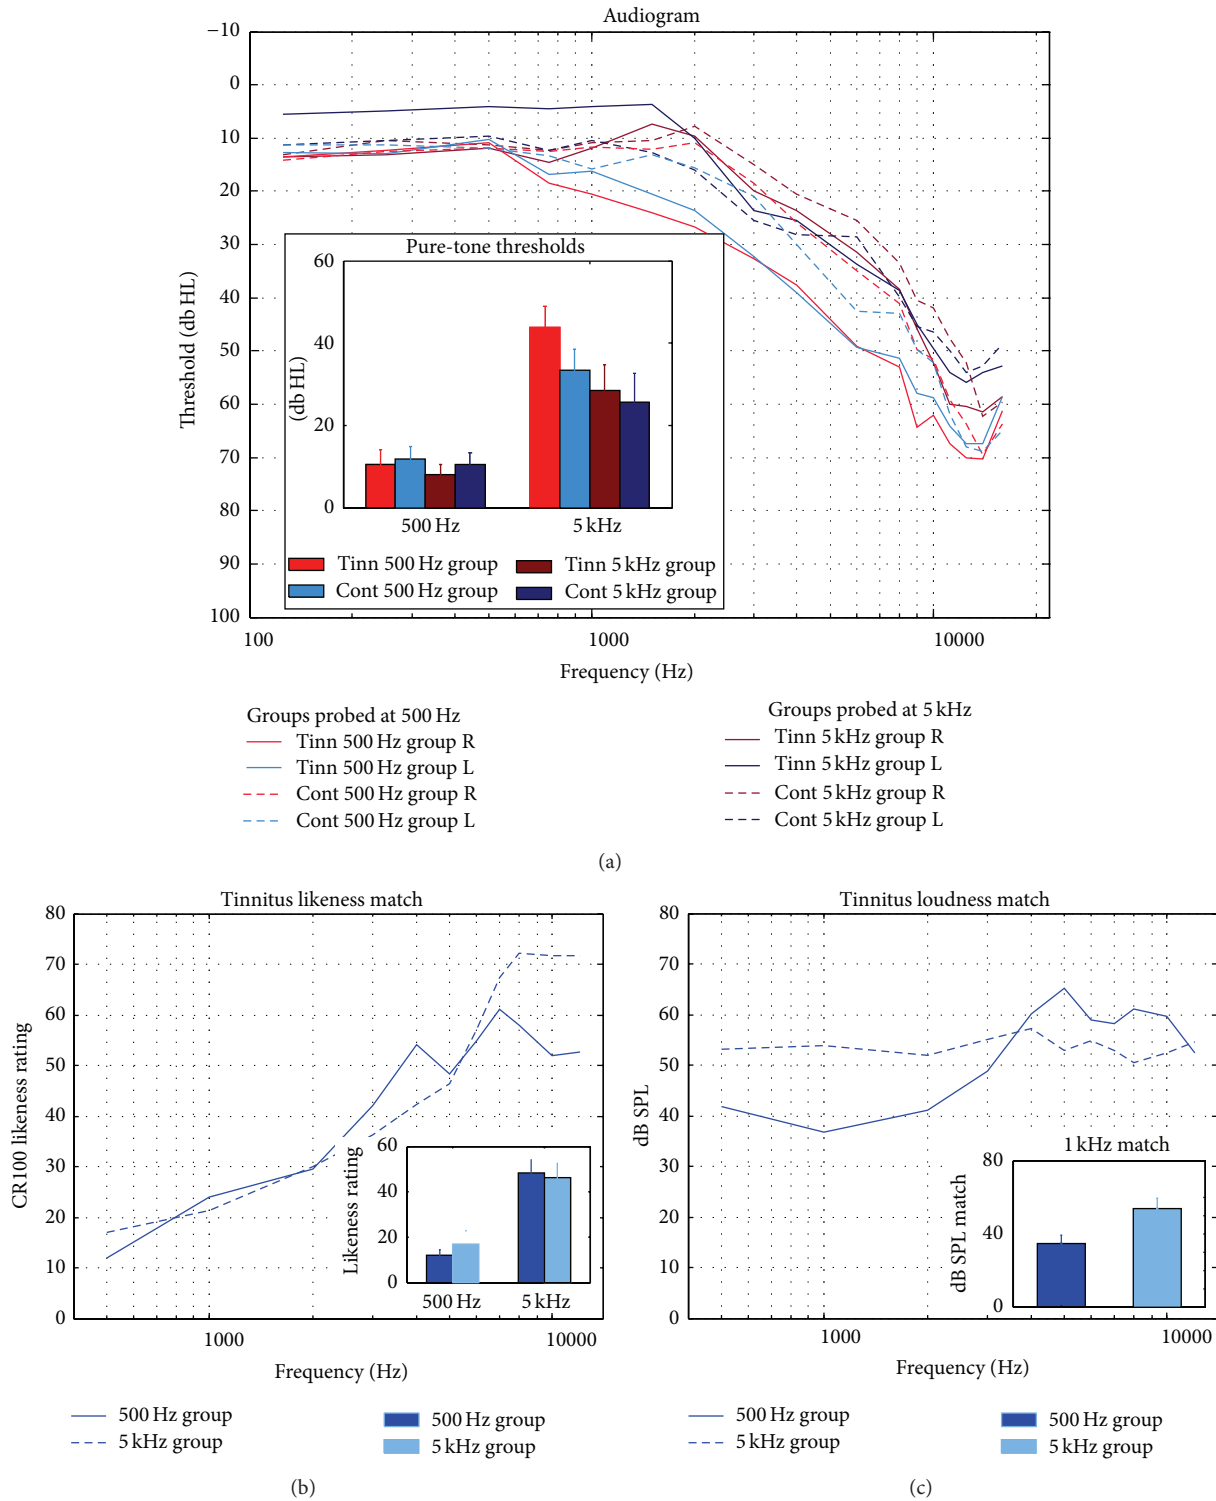 Audiogram
−10
0
10
20
30
40
50
60
70
80
90
100
Threshold (db HL)
Pure-tone thresholds
60
40
20
0
(db HL)
500 Hz
5 kHz
Tinn 500 Hz group
Tinn 5 kHz group
Cont 500 Hz group
Cont 5 kHz group
100
1000
10000
Frequency (Hz)
Groups probed at 500 Hz
Tinn 500 Hz group R
Tinn 500 Hz group L
Cont 500 Hz group R
Cont 500 Hz group L
Groups probed at 5 kHz
Tinn 5 kHz group R
Tinn 5 kHz group L
Cont 5 kHz group R
Cont 5 kHz group L
(a)
Tinnitus likeness match
80
70
60
50
40
30
20
10
0
CR100 likeness rating
60
40
20
0
Likeness rating
500 Hz
5 kHz
1000
10000
Frequency (Hz)
500 Hz group
5 kHz group
500 Hz group
5 kHz group
(b)
Tinnitus loudness match
80
70
60
50
40
30
20
10
0
dB SPL
1 kHz match
80
40
0
dB SPL match
1000
10000
Frequency (Hz)
500 Hz group
5 kHz group
500 Hz group
5 kHz group
(c)